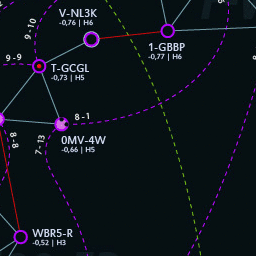 V-NL3K
-0,76 | H6
9 - 10
1-GBBP
-0,77 | H6
9 - 9
T-GCGL
-0,73 | H5
8 - 1
8 - 8
7 - 13
0MV-4W
-0,66 | H5
WBR5-R
-0,52 | H3